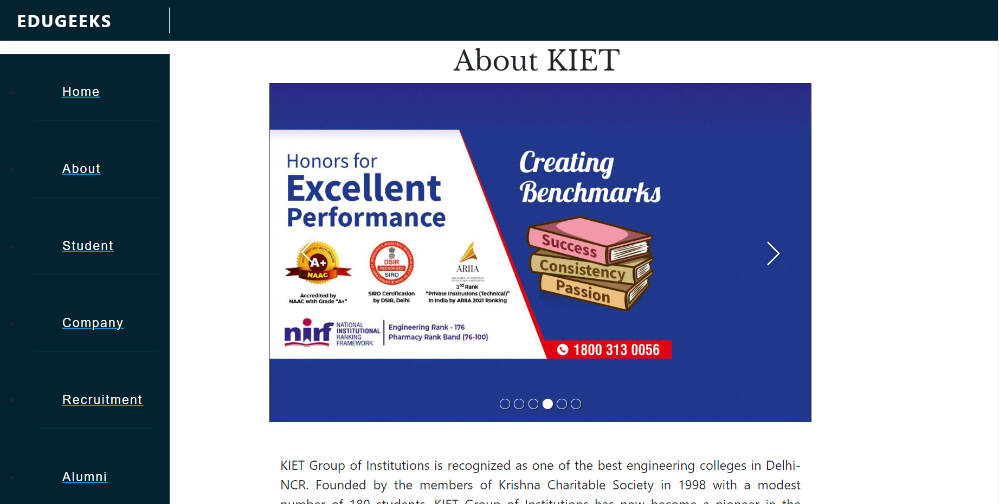 EDUGEEKS
Home
About
Student
Company
Recruitment
Alumni
About KIET
Honors for
Excellent
Performance
A+
NAAC
Accredited by
NAAC with Grade “A+”
DSIR
RECOGNIZED
SIRO
SIRO Certification
by DSIR, Delhi
ARIIA
3rd Rank
“Private Institutions (Technical)”
in India by ARIIA 2021 Ranking
nirf
NATIONAL
INSTITUTIONAL
RANKING
FRAMEWORK
Engineering Rank - 176
Pharmacy Rank Band (76-100)
Creating
Benchmarks
Success
Consistency
Passion
1800 313 0056
KIET Group of Institutions is recognized as one of the best engineering colleges in Delhi-
NCR. Founded by the members of Krishna Charitable Society in 1998 with a modest
number of 180 students, KIET Group of Institutions has now become a pioneer in the